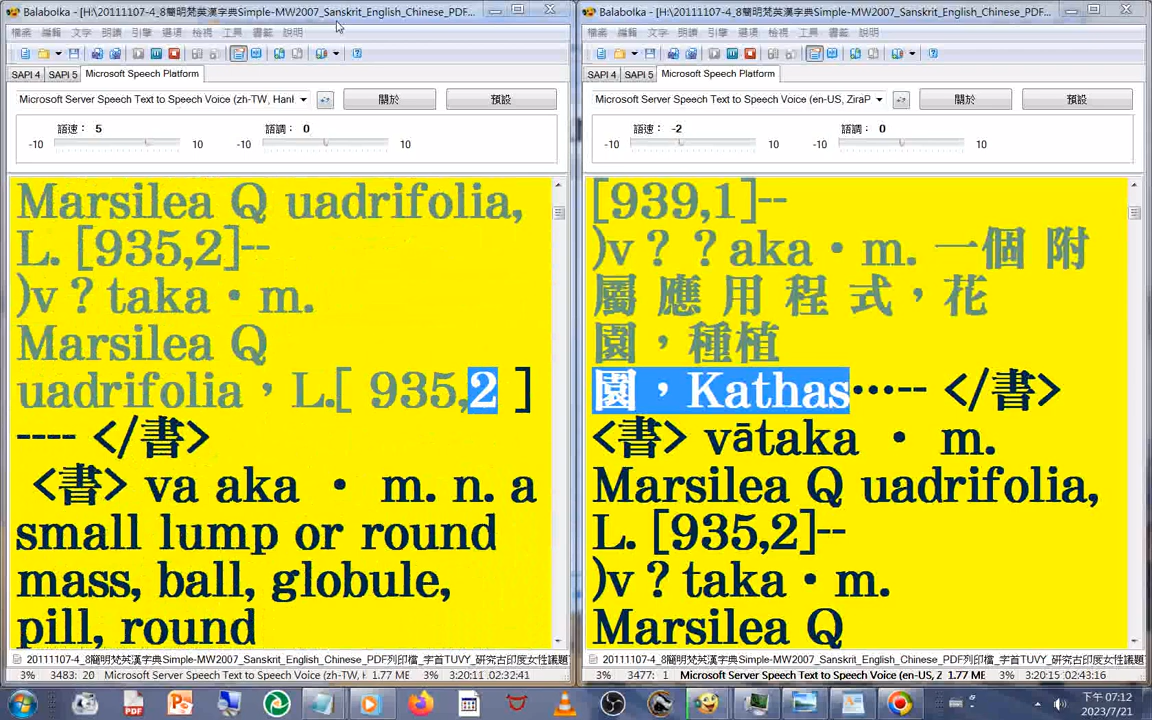 Balabolka - [H:\20111107-4_8簡明梵英漢字典Simple-MW2007_Sanskrit_English_Chinese_PDF...
檔案 編輯 文字 朗讀 引擎 選項 檢視 工具 書籤 說明
SAPI 4 SAPI 5 Microsoft Speech Platform
Microsoft Server Speech Text to Speech Voice (zh-TW, Hanl 關於 預設
語速： 5 語調： 0
-10 10 -10 10
Marsilea Q uadrifolia,
L. [935,2]--
)v ? taka • m.
Marsilea Q
uadrifolia，L.[ 935,2 ]
---- </書>
<書> va aka • m. n. a
small lump or round
mass, ball, globule,
pill, round
20111107-4_8簡明梵英漢字典Simple-MW2007_Sanskrit_English_Chinese_PDF列印檔_字首TUVY_研究古印度女性議題
3% 3483: 20 Microsoft Server Speech Text to Speech Voice (zh-TW, H 1.77 ME 3% 3:20:11 02:32:41
Balabolka - [H:\20111107-4_8簡明梵英漢字典Simple-MW2007_Sanskrit_English_Chinese_PDF...
檔案 編輯 文字 朗讀 引擎 選項 檢視 工具 書籤 說明
SAPI 4 SAPI 5 Microsoft Speech Platform
Microsoft Server Speech Text to Speech Voice (en-US, ZiraP 關於 預設
語速： -2 語調： 0
-10 10 -10 10
[939,1]--
)v ? ? aka • m. 一個 附
屬 應 用 程 式，花
園，種植
園，Kathas…-- </書>
<書> vātaka • m.
Marsilea Q uadrifolia,
L. [935,2]--
)v ? taka • m.
Marsilea Q
20111107-4_8簡明梵英漢字典Simple-MW2007_Sanskrit_English_Chinese_PDF列印檔_字首TUVY_研究古印度女性議題
3% 3477: 1 Microsoft Server Speech Text to Speech Voice (en-US, Z 1.77 ME 3% 3:20:15 02:43:16
下午 07:12
2023/7/21